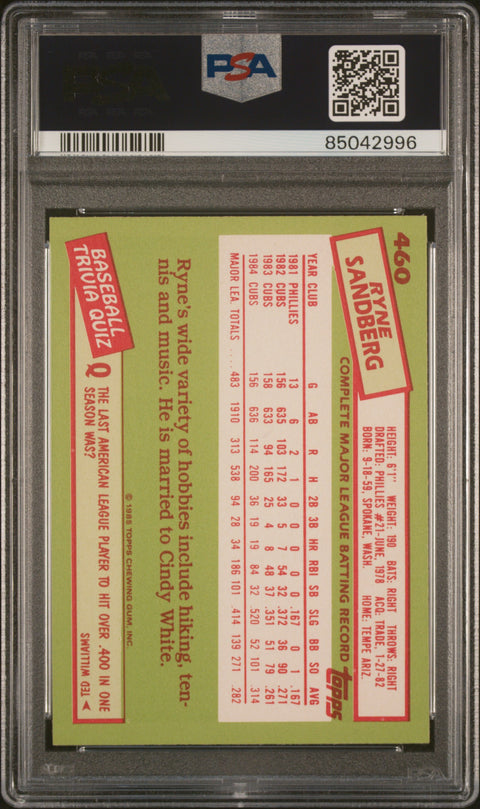 PSA
85042996
460
RYNE
SANDBERG
HEIGHT: 6'1" WEIGHT: 190 BATS: RIGHT THROWS: RIGHT
DRAFTED: PHILLIES #21-JUNE, 1978 ACQ: TRADE, 1-27-82
BORN: 9-18-59, SPOKANE, WASH. HOME: TEMPE ARIZ.
COMPLETE MAJOR LEAGUE BATTING RECORD topps
YEAR CLUB G AB R H 2B 3B HR RBI SB SLG BB SO AVG
1981 PHILLIES 13 6 2 1 0 0 0 0 0 .167 0 1 .167
1982 CUBS 156 635 103 172 33 5 7 54 32 .372 36 90 .271
1983 CUBS 158 633 94 165 25 4 8 48 37 .351 51 79 .261
1984 CUBS 156 636 114 200 36 19 19 84 32 .520 52 101 .314
MAJOR LEA. TOTALS .... 483 1910 313 538 94 28 34 186 101 .414 139 271 .282
Ryne's wide variety of hobbies include hiking, ten-
nis and music. He is married to Cindy White.
© 1985 TOPPS CHEWING GUM, INC.
BASEBALL
TRIVIA QUIZ
Q THE LAST AMERICAN LEAGUE PLAYER TO HIT OVER .400 IN ONE
SEASON WAS?
TED WILLIAMS A